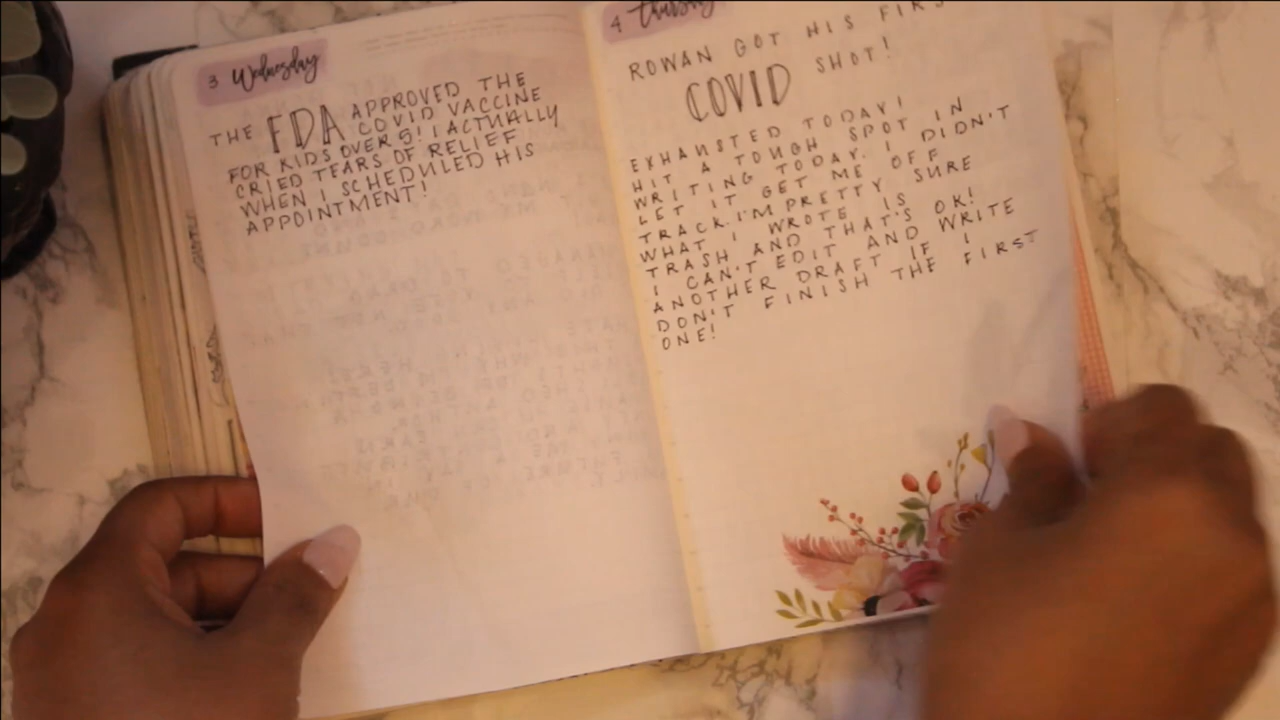 3 Wednesday
THE FDA APPROVED THE
COVID VACCINE
FOR KIDS OVER 5! I ACTUALLY
CRIED TEARS OF RELIEF
WHEN I SCHEDULED HIS
APPOINTMENT!
4 Thursday
ROWAN GOT HIS FIRS
COVID SHOT!
EXHAUSTED TODAY!
HIT A TOUGH SPOT IN
WRITING TODAY. I DIDN'T
LET IT GET ME OFF
TRACK. I'M PRETTY SURE
WHAT I WROTE IS
TRASH AND THAT'S OK!
I CAN'T EDIT AND WRITE
ANOTHER DRAFT IF I
DON'T FINISH THE FIRST
ONE!